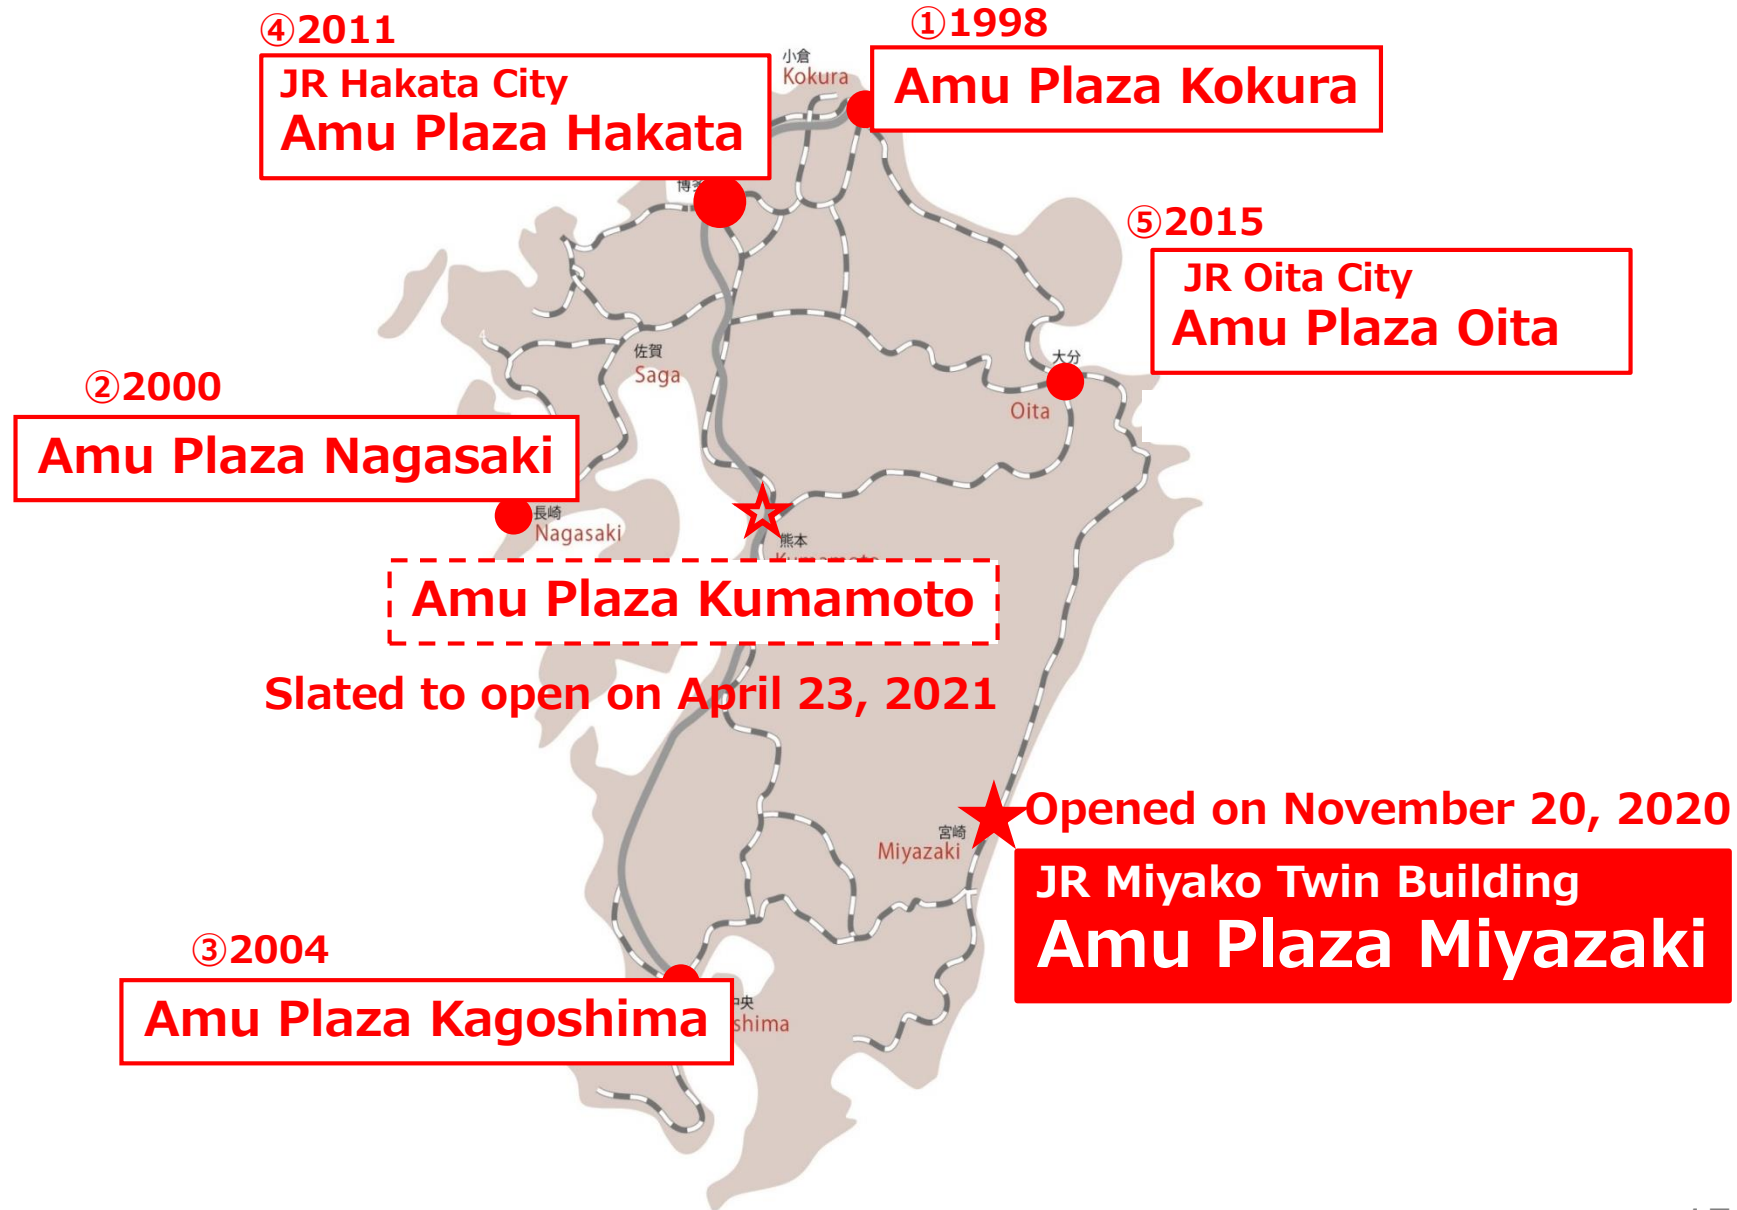 ④2011
①1998
小倉
Kokura
JR Hakata City
Amu Plaza Hakata
Amu Plaza Kokura
⑤2015
JR Oita City
Amu Plaza Oita
佐賀
Saga
大分
Oita
②2000
Amu Plaza Nagasaki
長崎
Nagasaki
熊本
Amu Plaza Kumamoto
Slated to open on April 23, 2021
Opened on November 20, 2020
宮崎
Miyazaki
JR Miyako Twin Building
Amu Plaza Miyazaki
③2004
Amu Plaza Kagoshima
央
shima